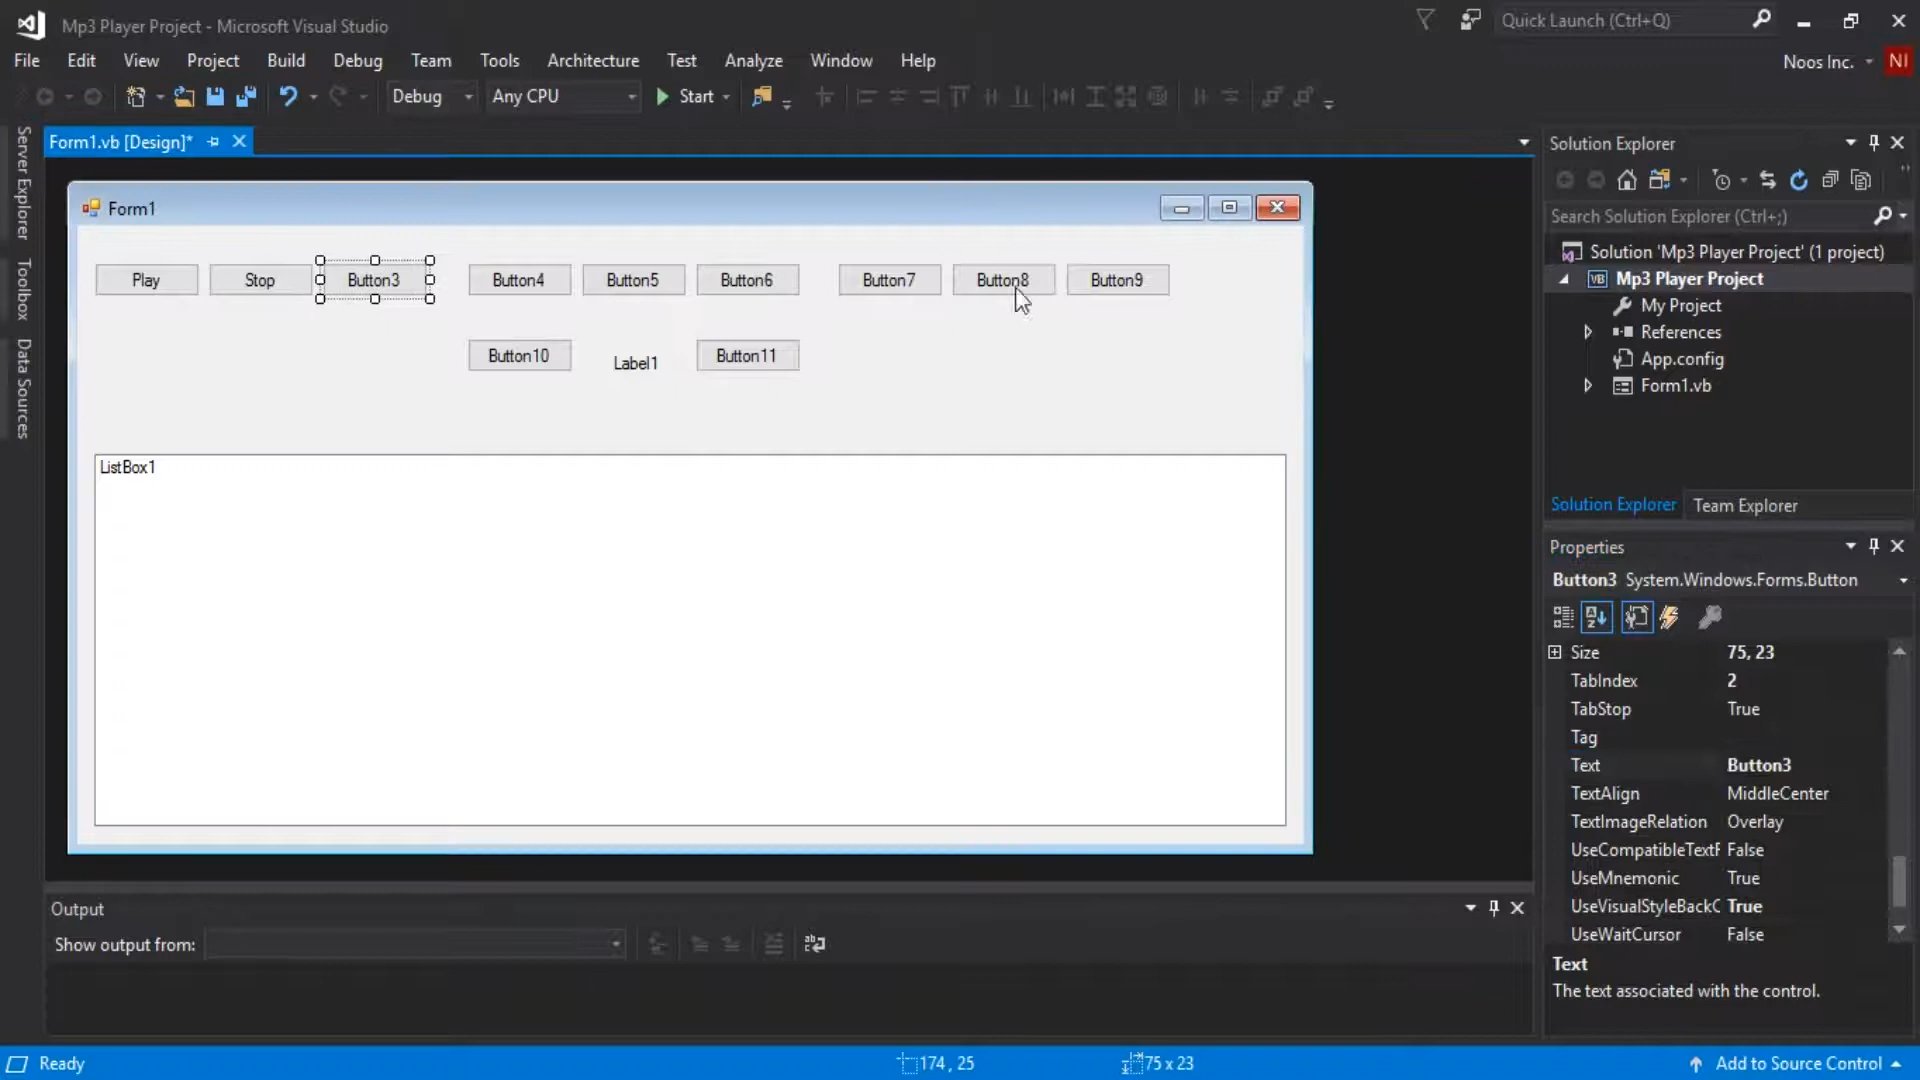 Mp3 Player Project - Microsoft Visual Studio
Quick Launch (Ctrl+Q)
File Edit View Project Build Debug Team Tools Architecture Test Analyze Window Help
Noos Inc. NI
Debug Any CPU Start
Server Explorer
Toolbox
Data Sources
Form1.vb [Design]*
Form1
Play Stop Button3 Button4 Button5 Button6 Button7 Button8 Button9
Button10 Label1 Button11
ListBox1
Output
Show output from:
Solution Explorer
Search Solution Explorer (Ctrl+;)
Solution 'Mp3 Player Project' (1 project)
VB Mp3 Player Project
My Project
References
App.config
Form1.vb
Solution Explorer Team Explorer
Properties
Button3 System.Windows.Forms.Button
Size 75, 23
TabIndex 2
TabStop True
Tag
Text Button3
TextAlign MiddleCenter
TextImageRelation Overlay
UseCompatibleTextF False
UseMnemonic True
UseVisualStyleBackC True
UseWaitCursor False
Text
The text associated with the control.
Ready 174 , 25 75 x 23 Add to Source Control